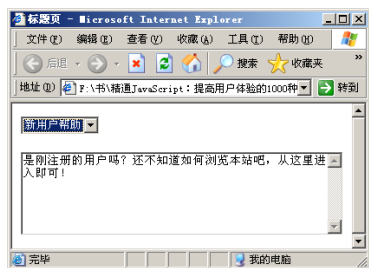 标题页 - Microsoft Internet Explorer
文件(F) 编辑(E) 查看(V) 收藏(A) 工具(T) 帮助(H)
后退 搜索 收藏夹 »
地址(D) F:\书\精通JavaScript：提高用户体验的1000种 转到
新用户帮助
是刚注册的用户吗？还不知道如何浏览本站吧，从这里进
入即可！
完毕 我的电脑